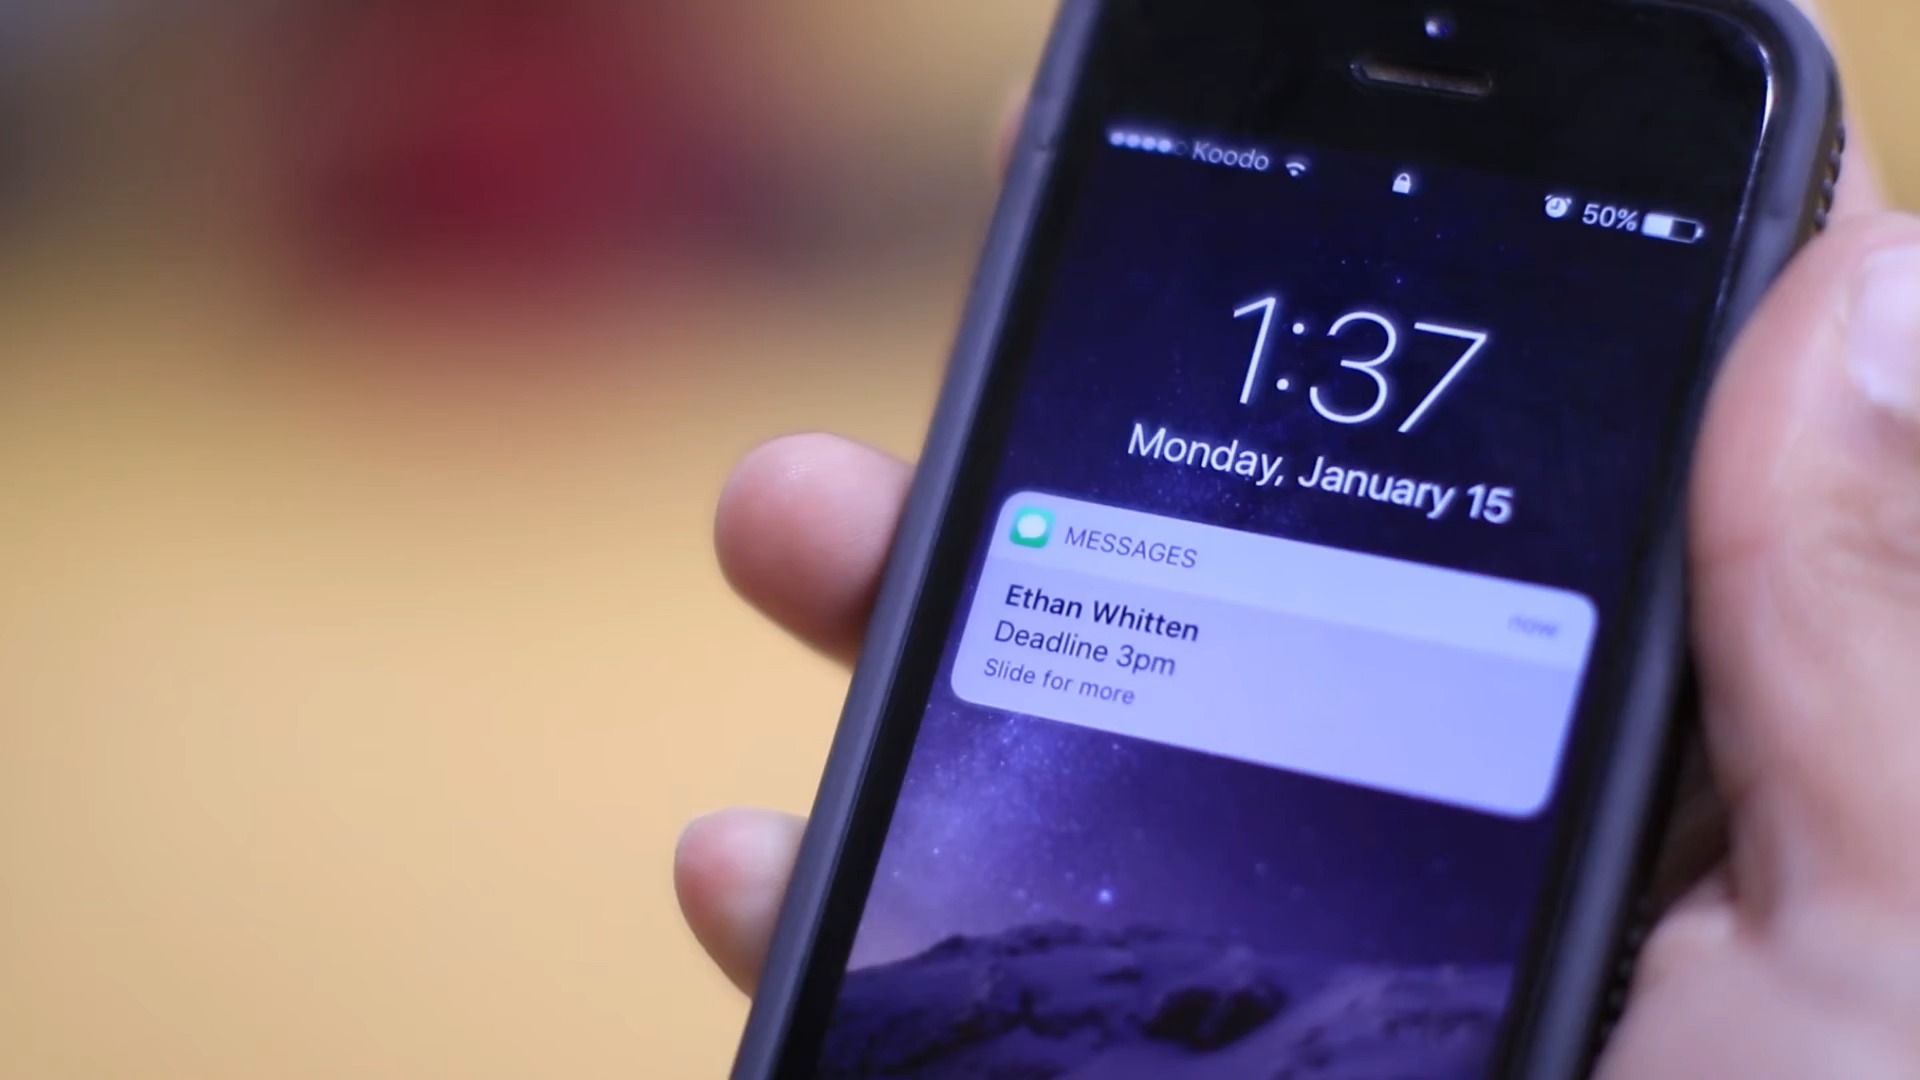 Koodo 50%
1:37
Monday, January 15
MESSAGES now
Ethan Whitten
Deadline 3pm
Slide for more